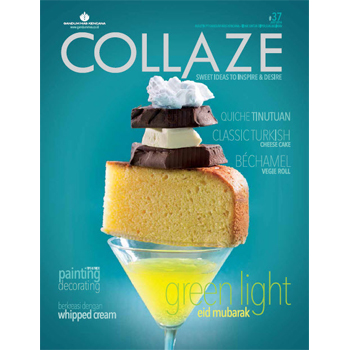 #37
COLLAZE
SWEET IDEAS TO INSPIRE & DESIRE
QUICHE TINUTUAN
CLASSIC TURKISH
CHEESE CAKE
BÉCHAMEL
VEGIE ROLL
painting
decorating
berkreasi dengan
whipped cream
green light
eid mubarak